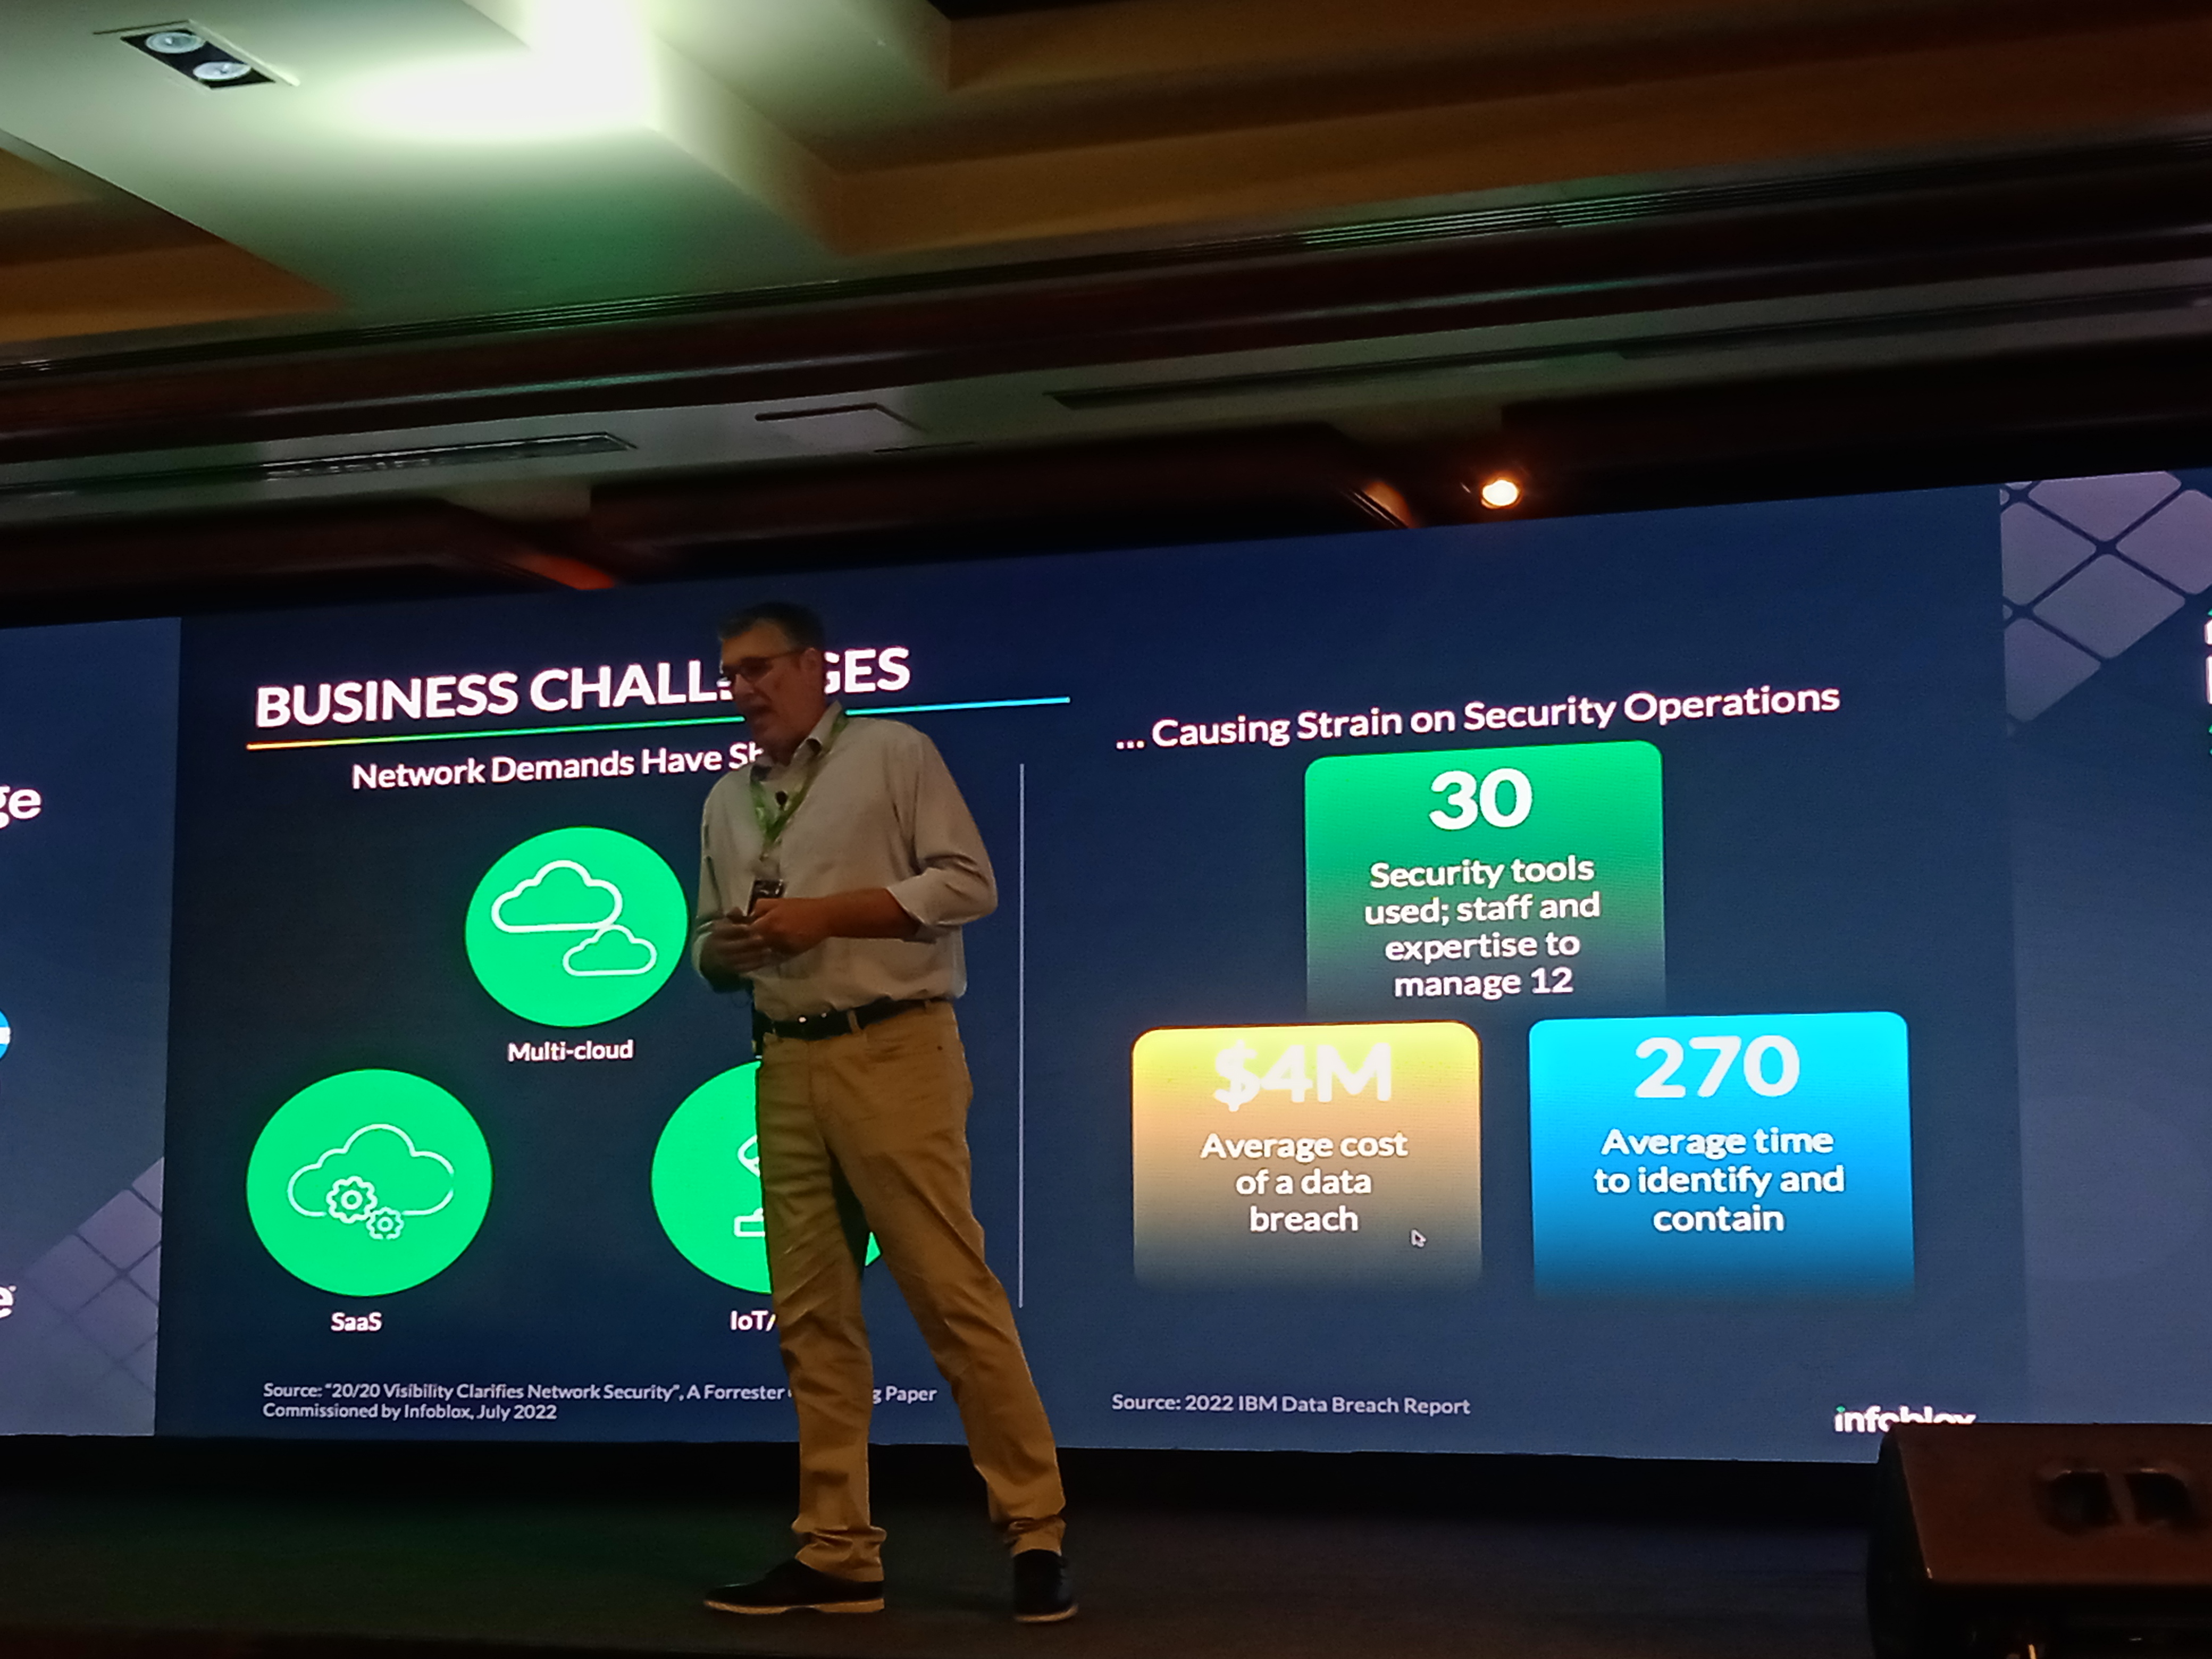 BUSINESS CHALL GES
Network Demands Have
Multi-cloud
SaaS
IoT/
Source: "20/20 Visibility Clarifies Network Security", A Forrester Paper
Commissioned by Infoblox, July 2022
... Causing Strain on Security Operations
30
Security tools
used; staff and
expertise to
manage 12
$4M
Average cost
of a data
breach
270
Average time
to identify and
contain
Source: 2022 IBM Data Breach Report
infoblox